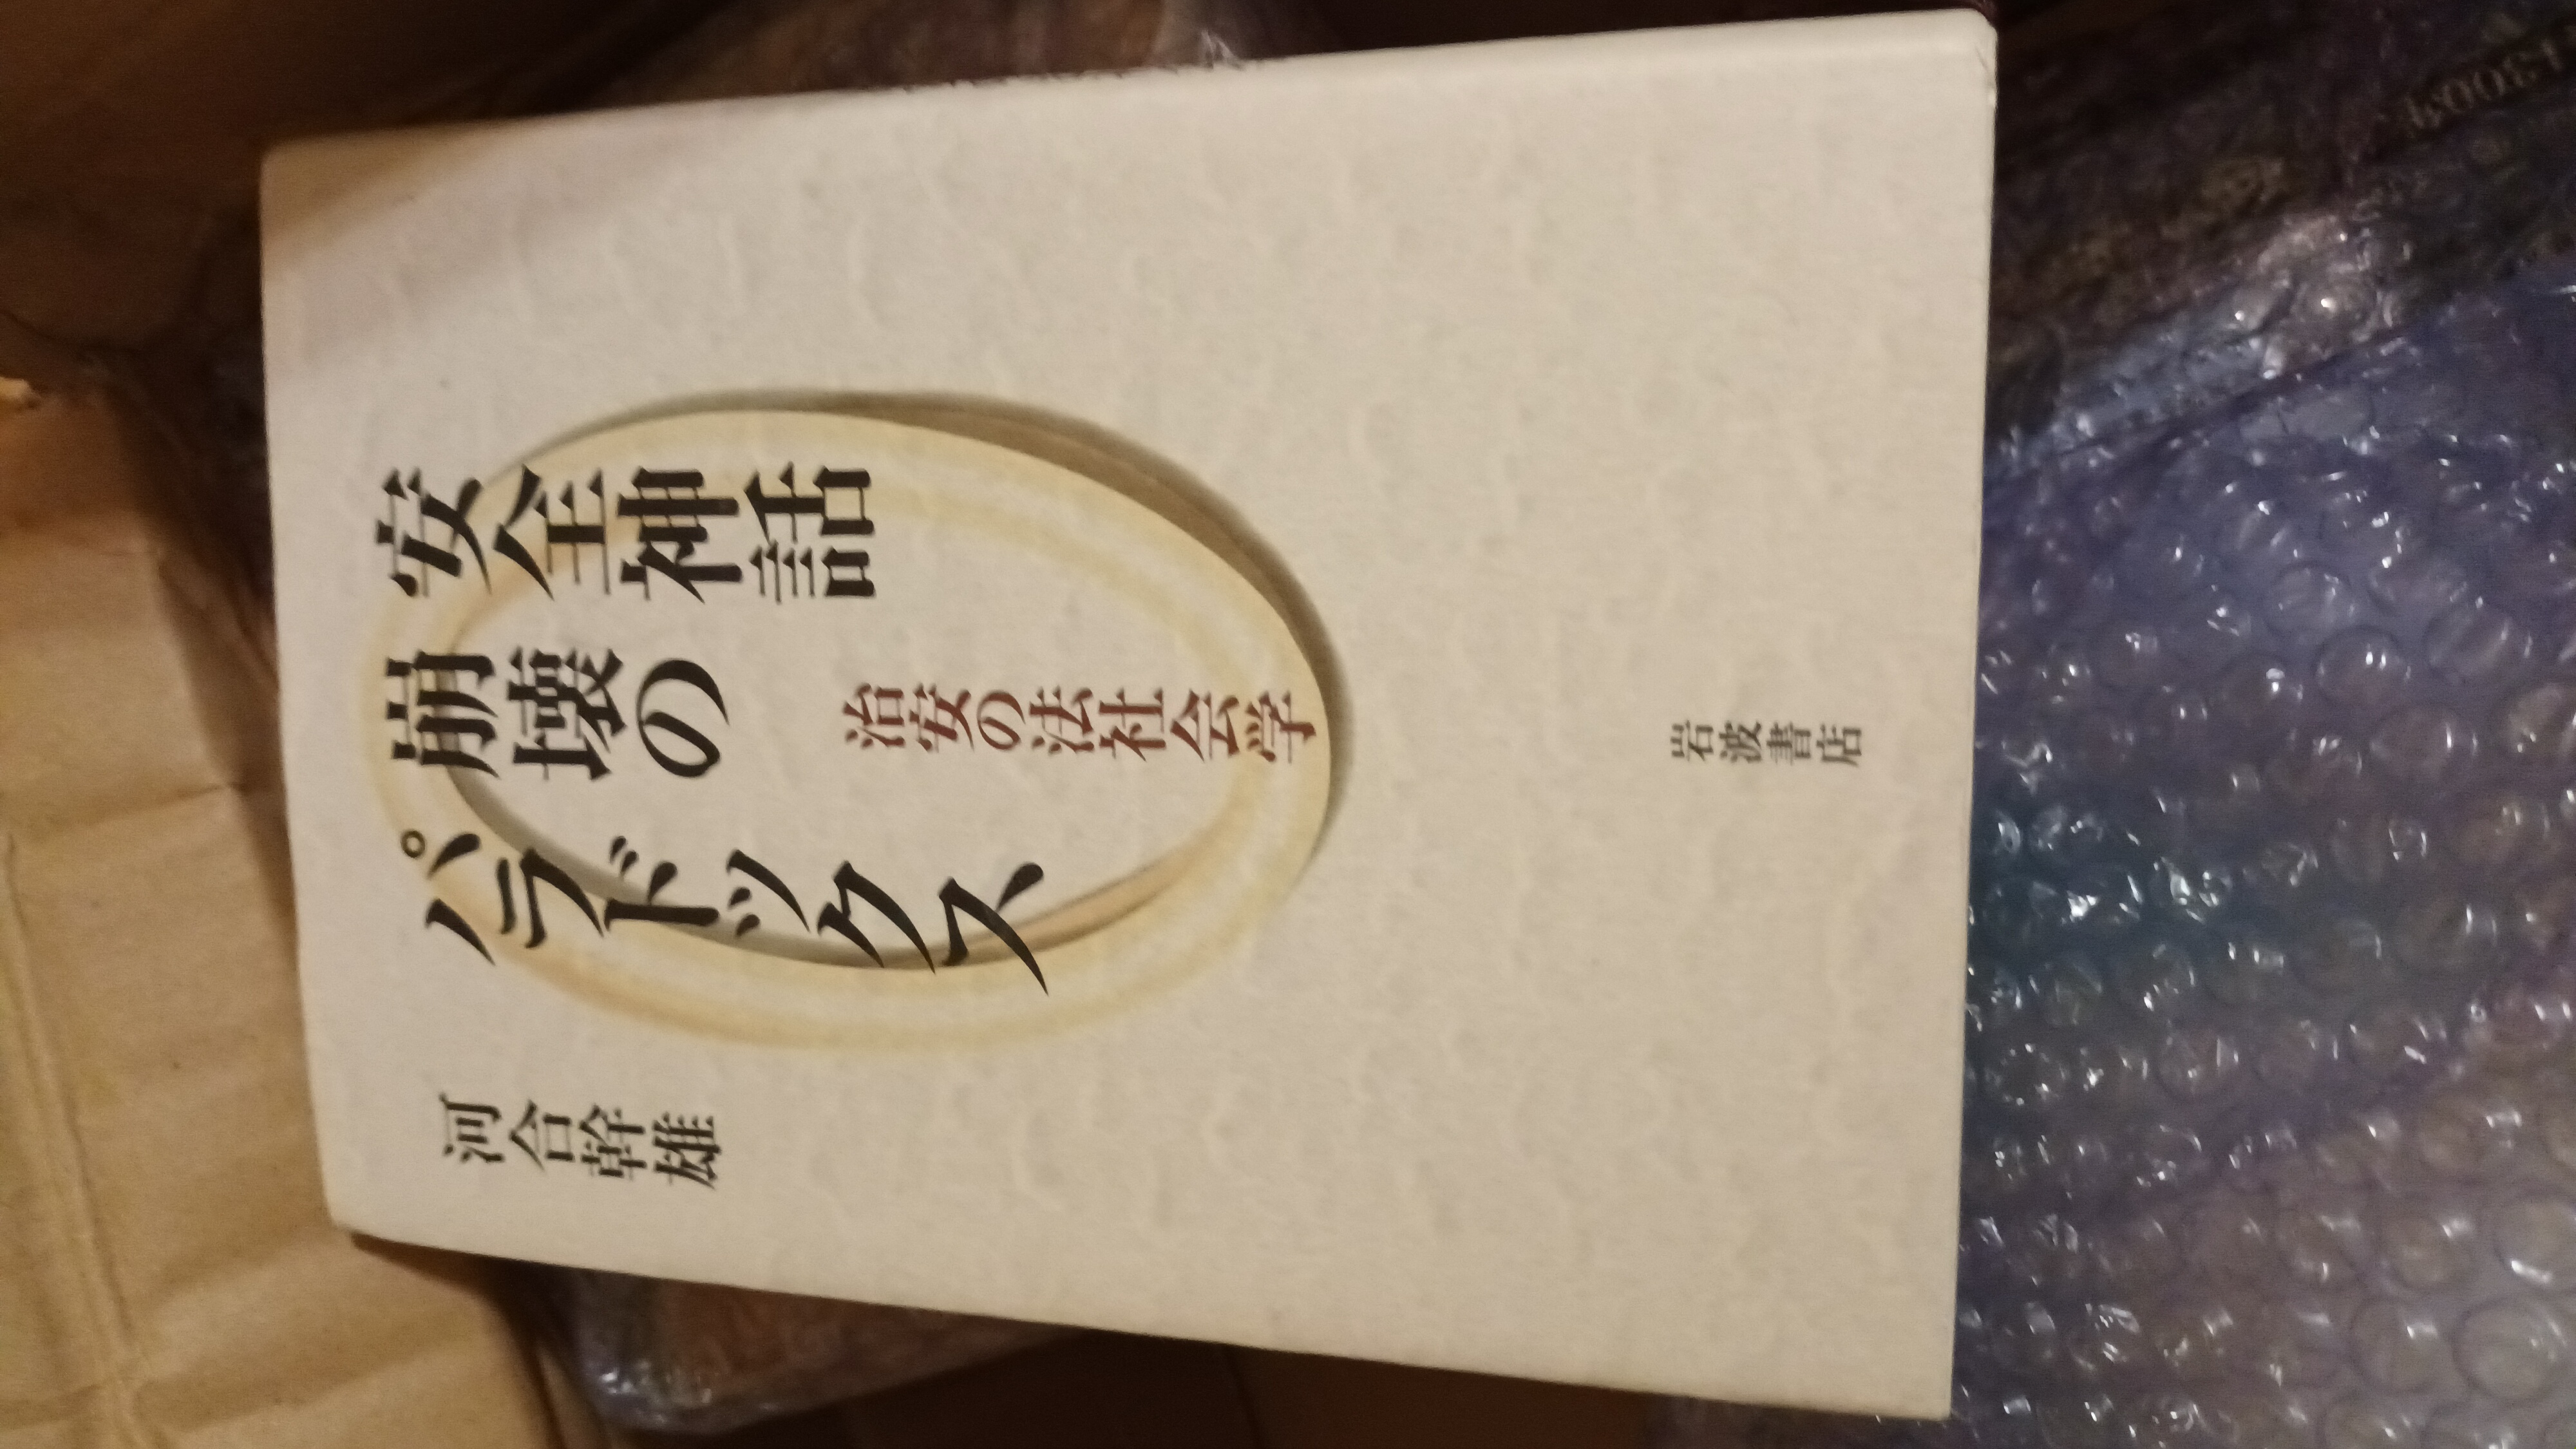 安全神話
崩壊の
パラドックス
治安の法社会学
河合幹雄
岩波書店